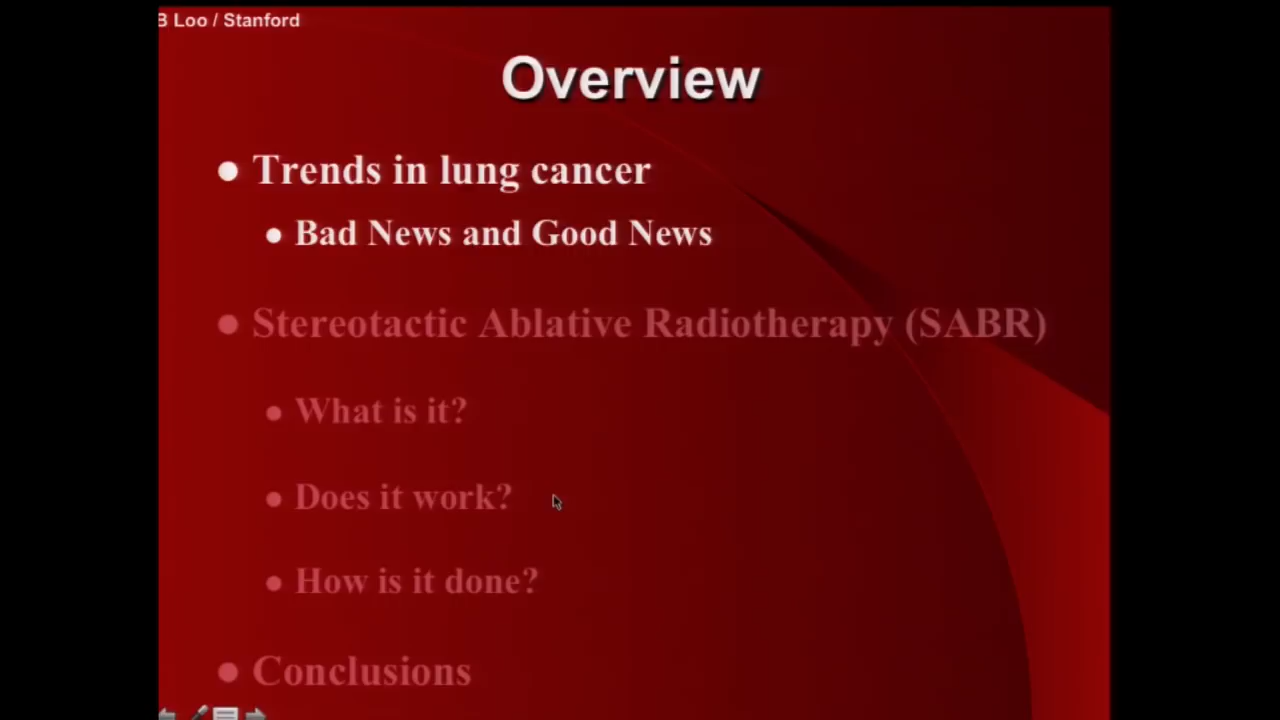 B Loo / Stanford
Overview
• Trends in lung cancer
• Bad News and Good News
• Stereotactic Ablative Radiotherapy (SABR)
• What is it?
• Does it work?
• How is it done?
• Conclusions